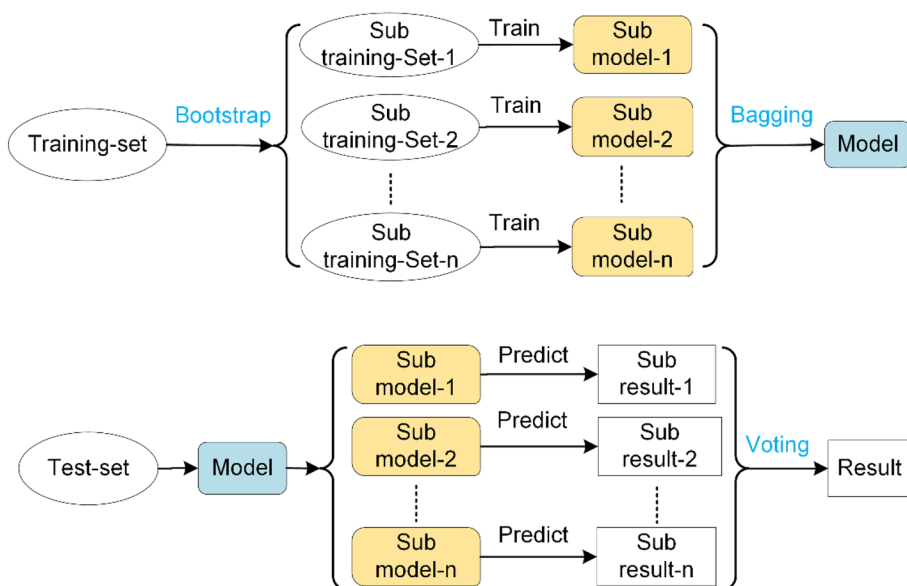 Sub
training-Set-1
Train
Sub
model-1
Training-set
Bootstrap
Sub
training-Set-2
Train
Sub
model-2
Bagging
Model
Sub
training-Set-n
Train
Sub
model-n
Sub
model-1
Predict
Sub
result-1
Test-set
Model
Sub
model-2
Predict
Sub
result-2
Voting
Result
Sub
model-n
Predict
Sub
result-n